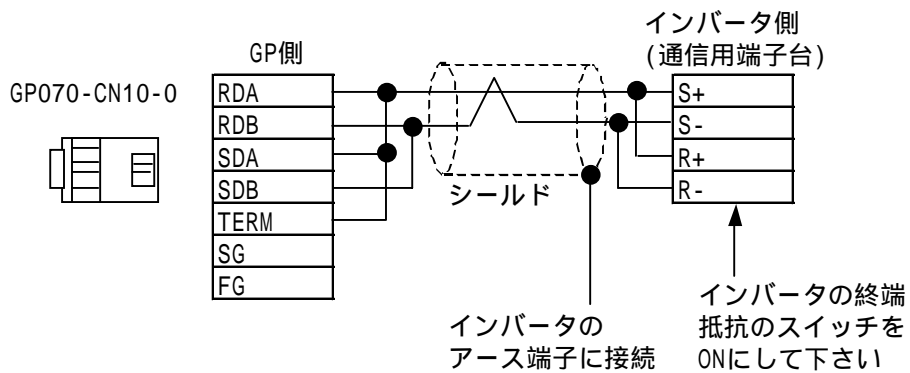 インバータ側
(通信用端子台)
GP側
GP070-CN10-0
RDA
RDB
SDA
SDB
TERM
SG
FG
シールド
S+
S-
R+
R-
インバータの
アース端子に接続
インバータの終端
抵抗のスイッチを
ONにして下さい